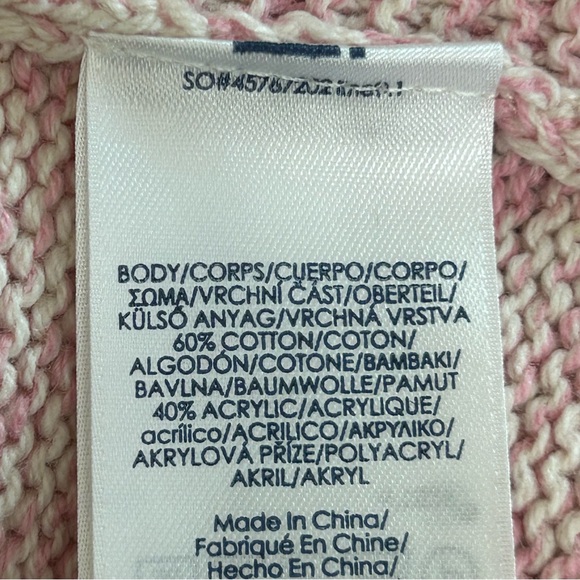 BODY/CORPS/CUERPO/CORPO/
ΣΩΜΑ/VRCHNÍ ČÁST/OBERTEIL/
KÜLSŐ ANYAG/VRCHNÁ VRSTVA
60% COTTON/COTON/
ALGODÓN/COTONE/BAMBAKI/
BAVLNA/BAUMWOLLE/PAMUT
40% ACRYLIC/ACRYLIQUE/
acrílico/ACRILICO/ΑΚΡΥΛΙΚΟ/
AKRYLOVÁ PŘÍZE/POLYACRYL/
AKRIL/AKRYL
Made In China/
Fabriqué En Chine/
Hecho En China/